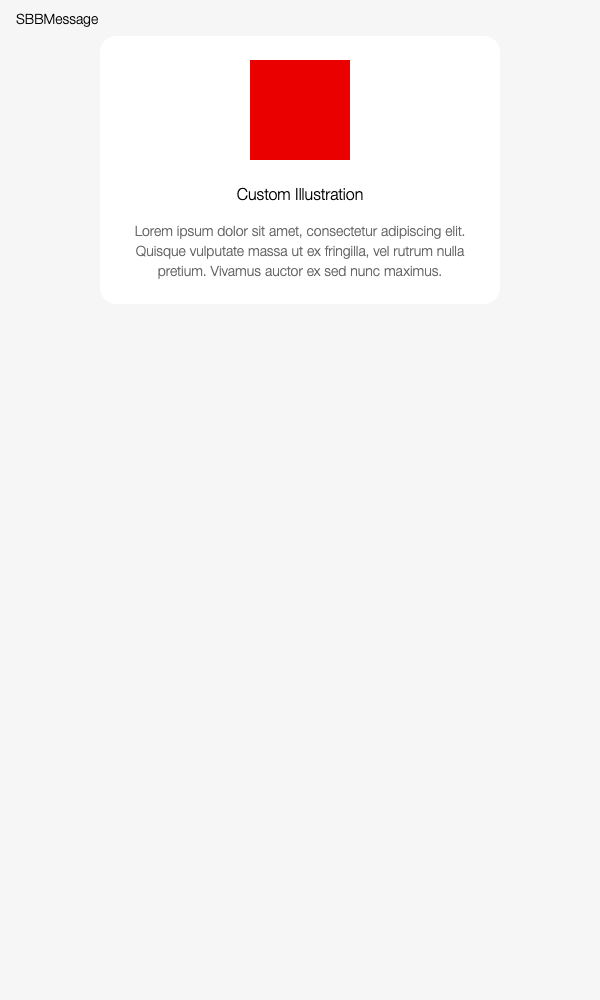 SBBMessage
Custom Illustration
Lorem ipsum dolor sit amet, consectetur adipiscing elit.
Quisque vulputate massa ut ex fringilla, vel rutrum nulla
pretium. Vivamus auctor ex sed nunc maximus.